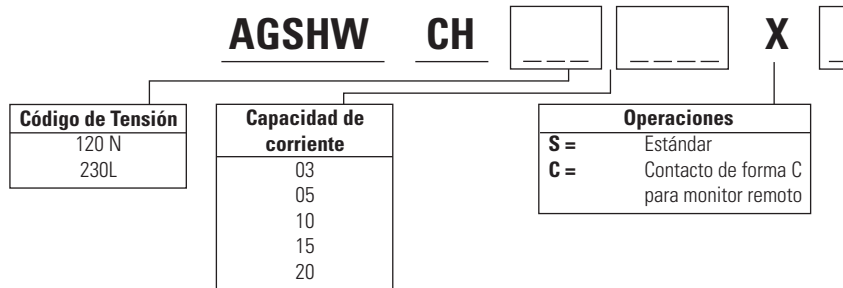 AGSHW CH X
Código de Tensión
120 N
230L
Capacidad de
corriente
03
05
10
15
20
Operaciones
S = Estándar
C = Contacto de forma C
para monitor remoto